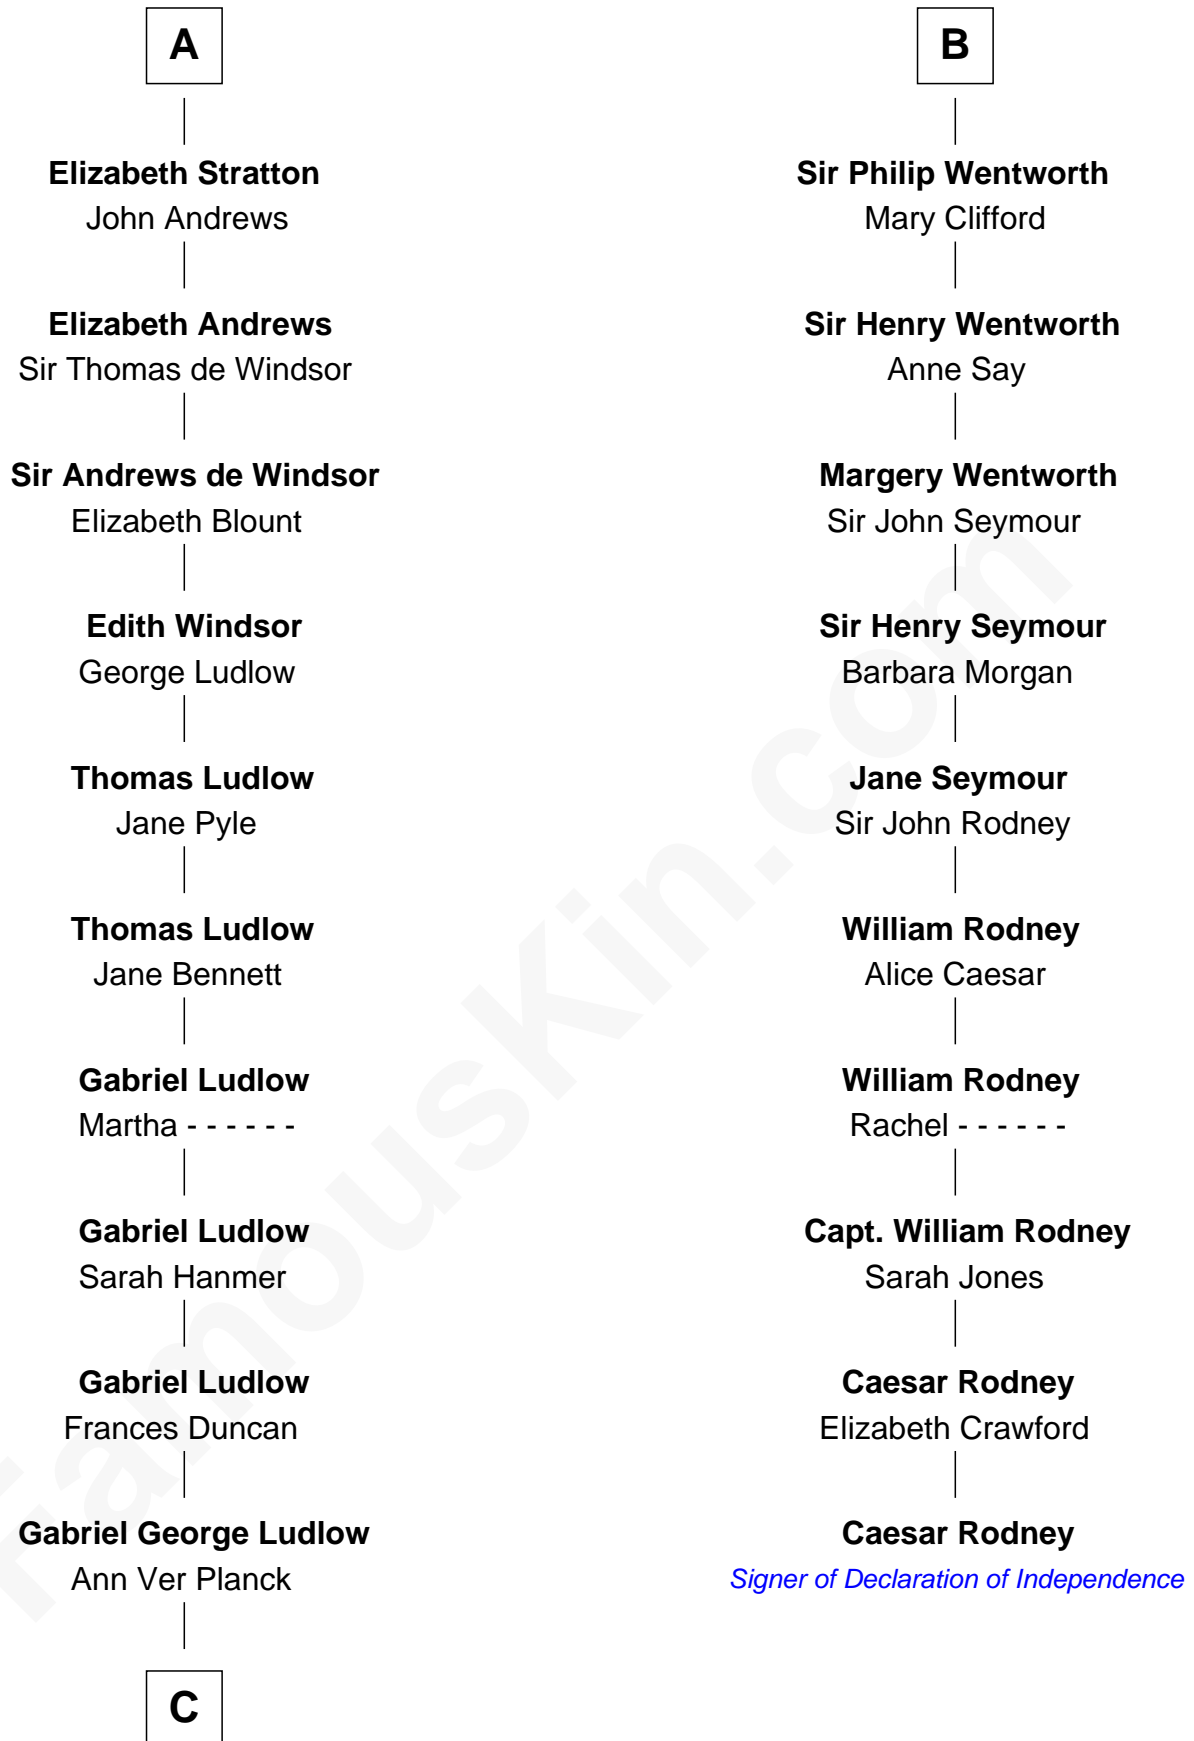 A
Elizabeth Stratton
John Andrews
Elizabeth Andrews
Sir Thomas de Windsor
Sir Andrews de Windsor
Elizabeth Blount
Edith Windsor
George Ludlow
Thomas Ludlow
Jane Pyle
Thomas Ludlow
Jane Bennett
Gabriel Ludlow
Martha - - - - - -
Gabriel Ludlow
Sarah Hanmer
Gabriel Ludlow
Frances Duncan
Gabriel George Ludlow
Ann Ver Planck
C
B
Sir Philip Wentworth
Mary Clifford
Sir Henry Wentworth
Anne Say
Margery Wentworth
Sir John Seymour
Sir Henry Seymour
Barbara Morgan
Jane Seymour
Sir John Rodney
William Rodney
Alice Caesar
William Rodney
Rachel - - - - - -
Capt. William Rodney
Sarah Jones
Caesar Rodney
Elizabeth Crawford
Caesar Rodney
Signer of Declaration of Independence
FamousKin.com